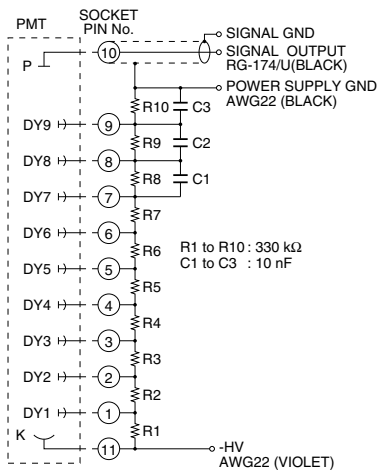 PMT
SOCKET
PIN No.
SIGNAL GND
10
SIGNAL OUTPUT
RG-174/U(BLACK)
P
POWER SUPPLY GND
AWG22 (BLACK)
R10
C3
DY9
9
R9
C2
DY8
8
R8
C1
DY7
7
R7
DY6
6
R6
R1 to R10 : 330 kΩ
C1 to C3 : 10 nF
DY5
5
R5
DY4
4
R4
DY3
3
R3
DY2
2
R2
DY1
1
R1
K
11
-HV
AWG22 (VIOLET)